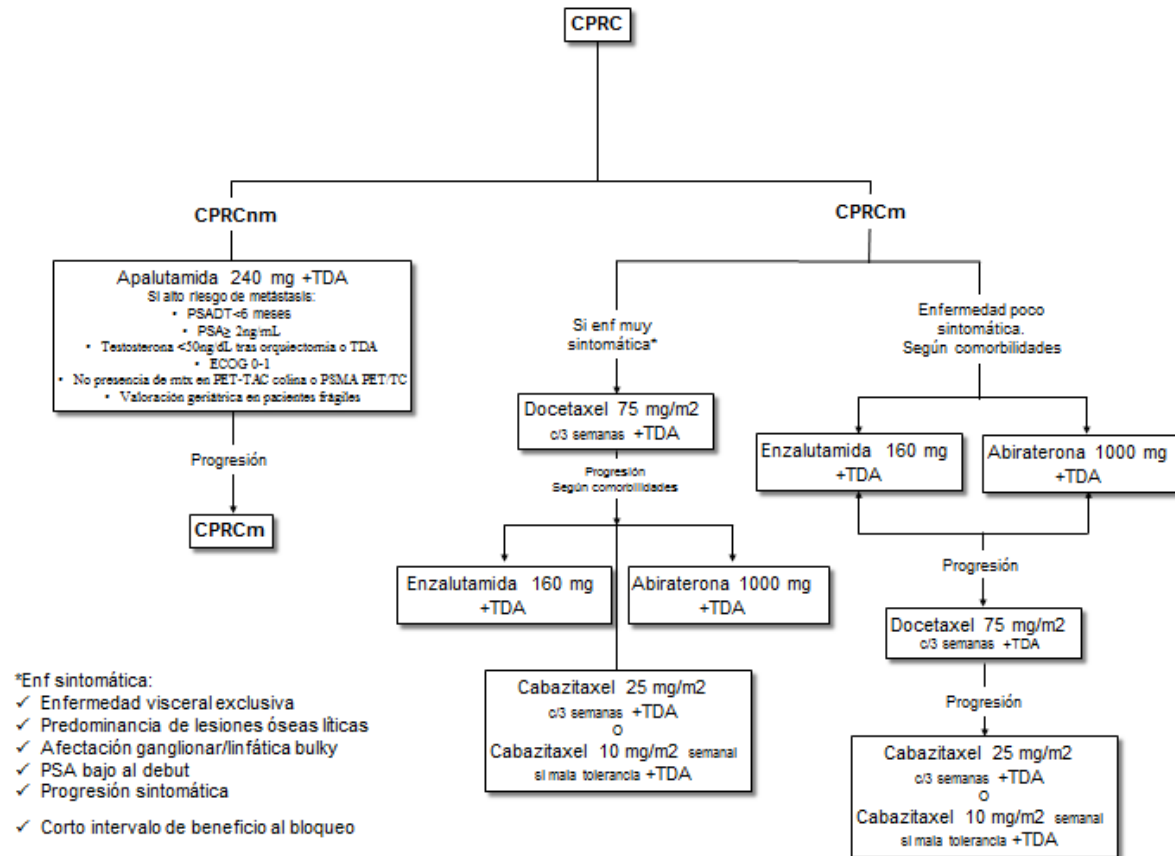 CPRC
CPRCnm
Apalutamida 240 mg +TDA
Si alto riesgo de metástasis:
• PSADT<6 meses
• PSA≥ 2ng/mL
• Testosterona <50ng/dL tras orquiectomia o TDA
• ECOG 0-1
• No presencia de mtx en PET-TAC colina o PSMA PET/TC
• Valoración geriátrica en pacientes frágiles
Progresión
CPRCm
CPRCm
Si enf muy
sintomática*
Docetaxel 75 mg/m2
c/3 semanas +TDA
Progresión
Según comorbilidades
Enzalutamida 160 mg
+TDA
Abiraterona 1000 mg
+TDA
Cabazitaxel 25 mg/m2
c/3 semanas +TDA
O
Cabazitaxel 10 mg/m2 semanal
si mala tolerancia +TDA
Enfermedad poco
sintomática.
Según comorbilidades
Enzalutamida 160 mg
+TDA
Abiraterona 1000 mg
+TDA
Progresión
Docetaxel 75 mg/m2
c/3 semanas +TDA
Progresión
Cabazitaxel 25 mg/m2
c/3 semanas +TDA
O
Cabazitaxel 10 mg/m2 semanal
si mala tolerancia +TDA
*Enf sintomática:
✓ Enfermedad visceral exclusiva
✓ Predominancia de lesiones óseas líticas
✓ Afectación ganglionar/linfática bulky
✓ PSA bajo al debut
✓ Progresión sintomática
✓ Corto intervalo de beneficio al bloqueo